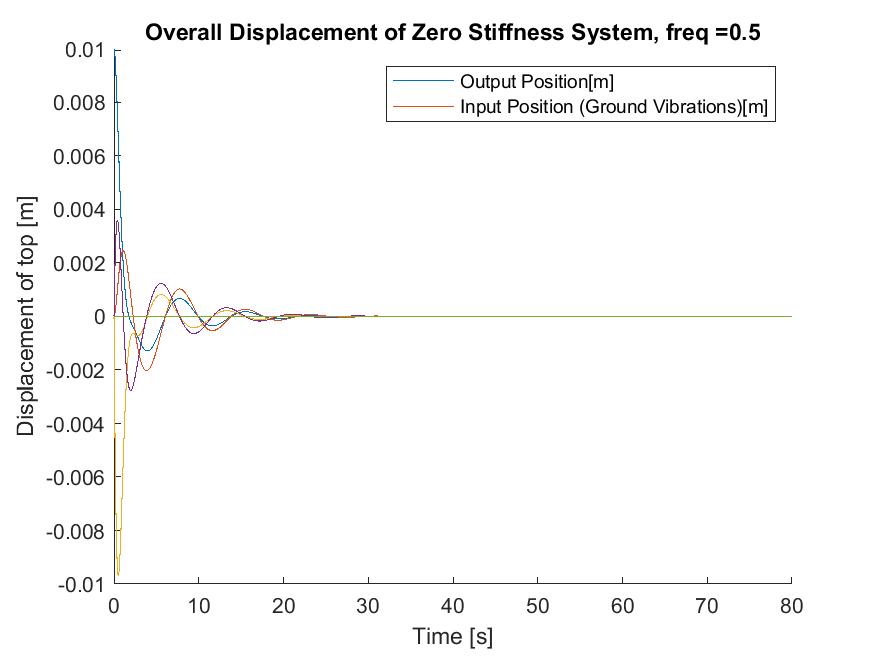 Overall Displacement of Zero Stiffness System, freq =0.5
Output Position[m]
Input Position (Ground Vibrations)[m]
Displacement of top [m]
0.01
0.008
0.006
0.004
0.002
0
-0.002
-0.004
-0.006
-0.008
-0.01
0 10 20 30 40 50 60 70 80
Time [s]